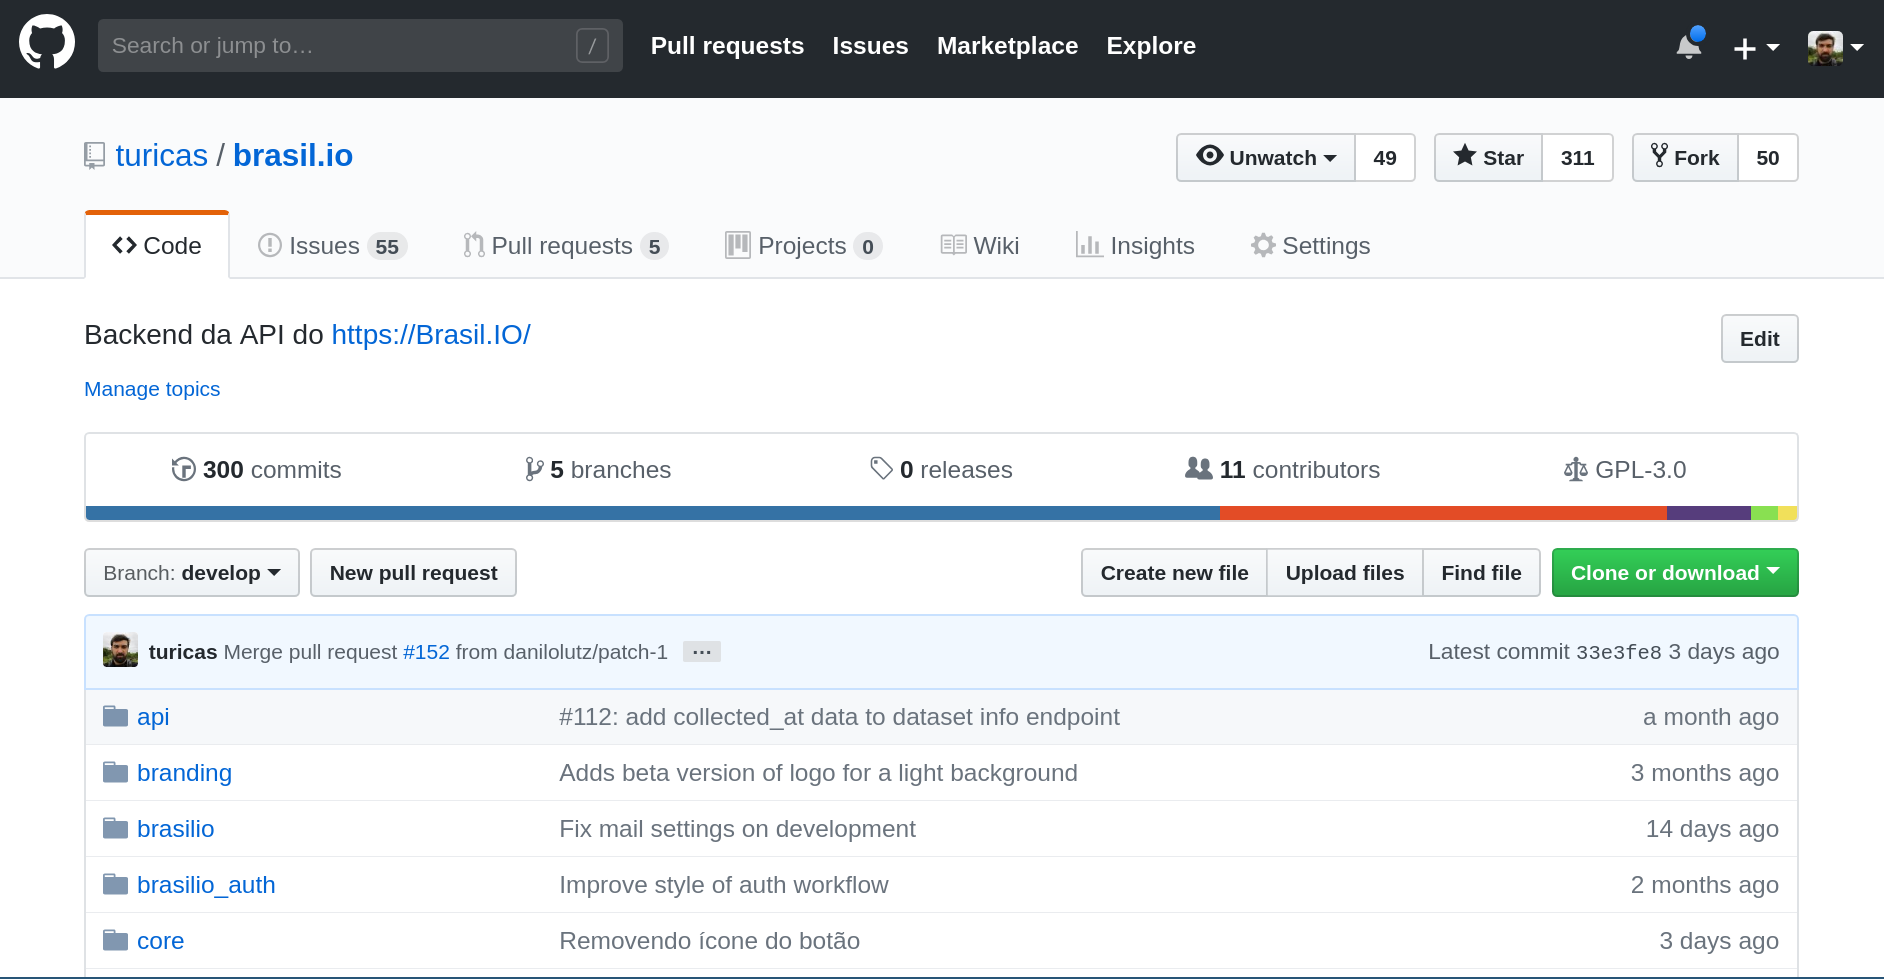 Search or jump to… /
Pull requests Issues Marketplace Explore
turicas / brasil.io
Unwatch 49 Star 311 Fork 50
Code Issues 55 Pull requests 5 Projects 0 Wiki Insights Settings
Backend da API do https://Brasil.IO/
Edit
Manage topics
300 commits 5 branches 0 releases 11 contributors GPL-3.0
Branch: develop New pull request Create new file Upload files Find file Clone or download
turicas Merge pull request #152 from danilolutz/patch-1 … Latest commit 33e3fe8 3 days ago
api #112: add collected_at data to dataset info endpoint a month ago
branding Adds beta version of logo for a light background 3 months ago
brasilio Fix mail settings on development 14 days ago
brasilio_auth Improve style of auth workflow 2 months ago
core Removendo ícone do botão 3 days ago